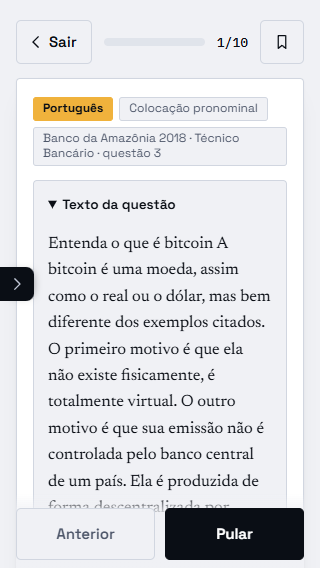 Sair
1/10
Português
Colocação pronominal
Banco da Amazônia 2018 · Técnico
Bancário · questão 3
Texto da questão
Entenda o que é bitcoin A
bitcoin é uma moeda, assim
como o real ou o dólar, mas bem
diferente dos exemplos citados.
O primeiro motivo é que ela
não existe fisicamente, é
totalmente virtual. O outro
motivo é que sua emissão não é
controlada pelo banco central
de um país. Ela é produzida de
forma descentralizada por
Anterior
Pular